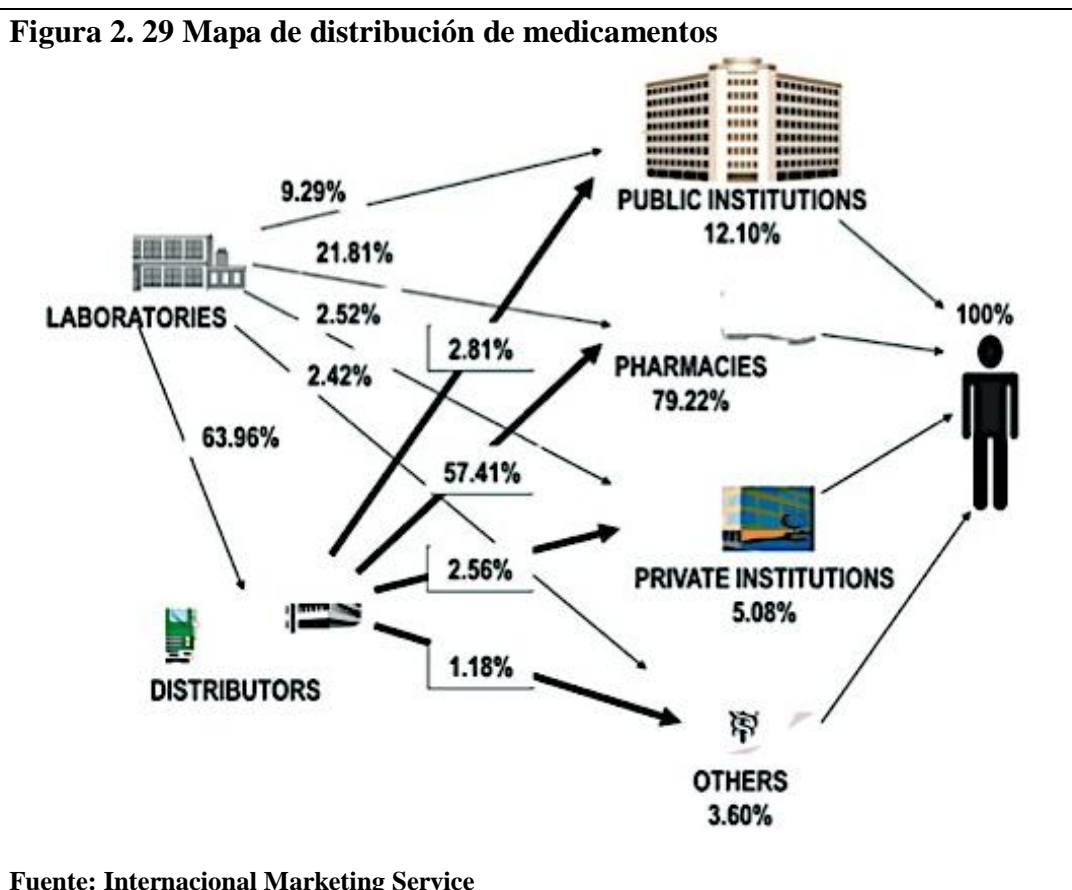 Figura 2. 29 Mapa de distribución de medicamentos
PUBLIC INSTITUTIONS
12.10%
9.29%
21.81%
LABORATORIES
2.52%
2.42%
63.96%
2.81%
100%
PHARMACIES
79.22%
57.41%
2.56%
PRIVATE INSTITUTIONS
5.08%
1.18%
DISTRIBUTORS
OTHERS
3.60%
Fuente: Internacional Marketing Service